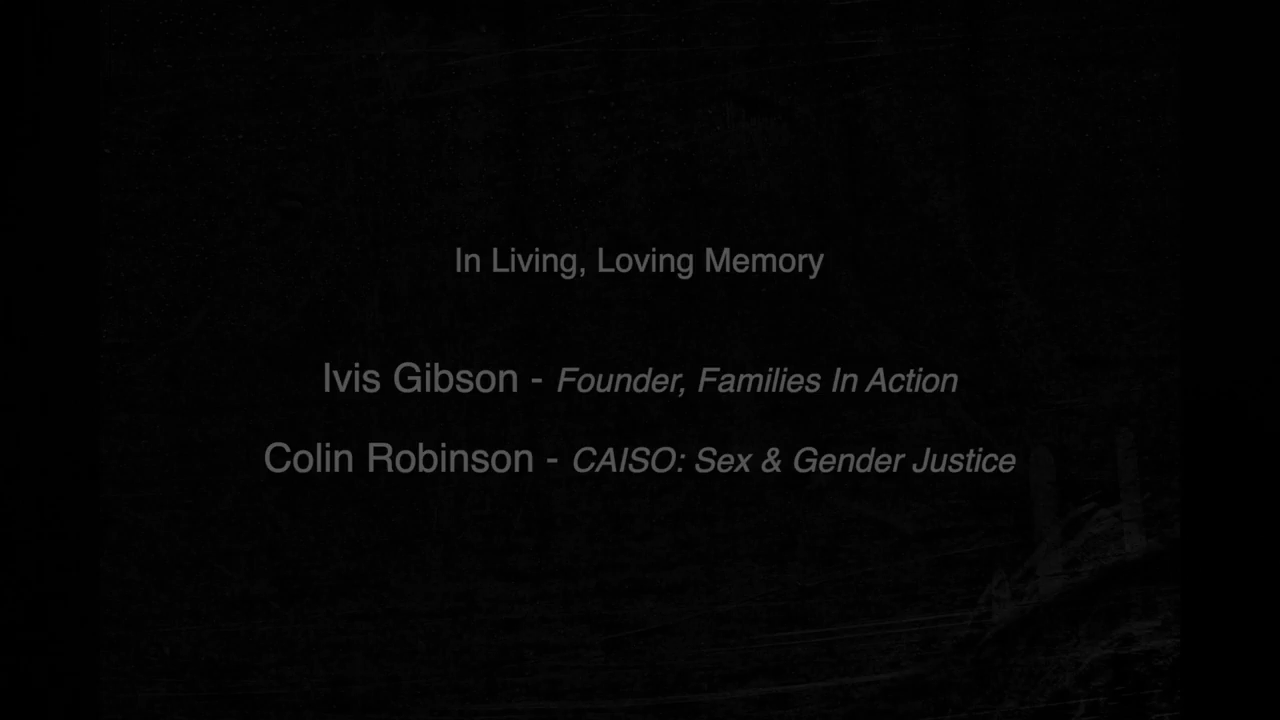 In Living, Loving Memory
Ivis Gibson - Founder, Families In Action
Colin Robinson - CAISO: Sex & Gender Justice